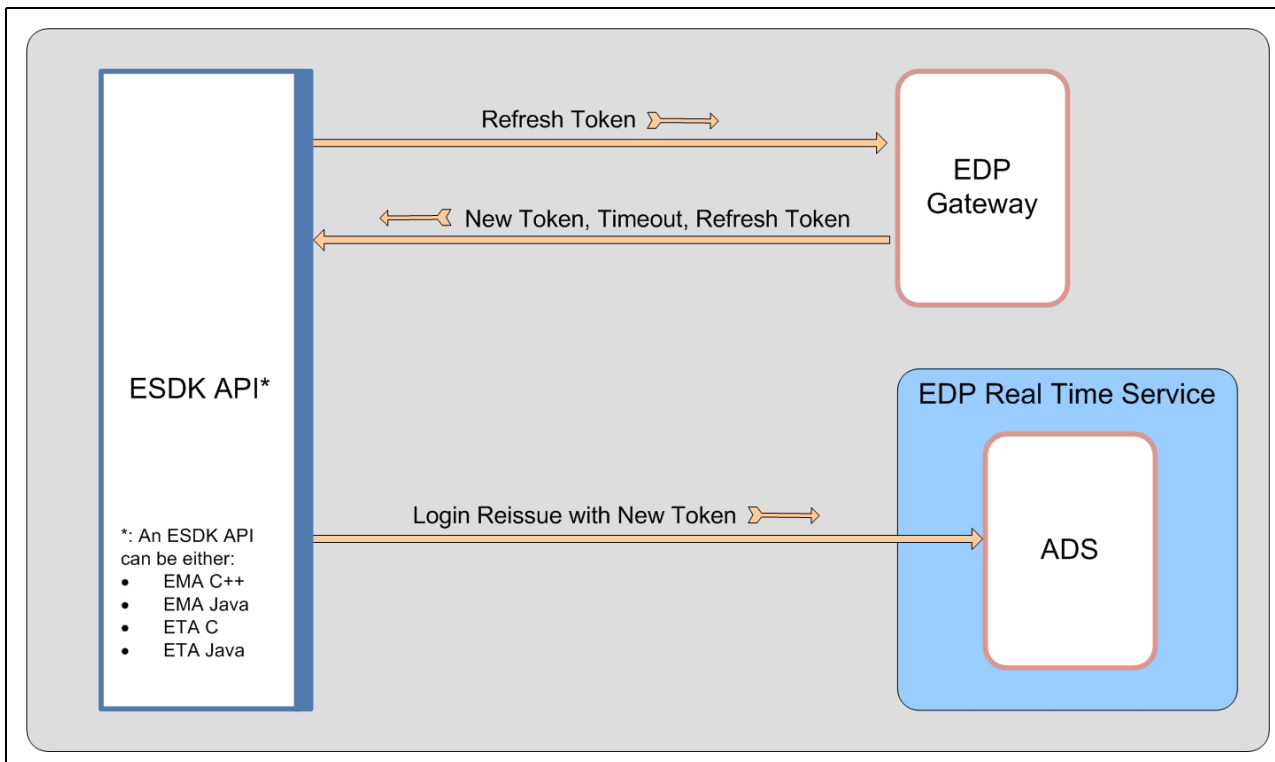 Refresh Token
EDP
Gateway
New Token, Timeout, Refresh Token
ESDK API*
EDP Real Time Service
Login Reissue with New Token
ADS
*: An ESDK API
can be either:
• EMA C++
• EMA Java
• ETA C
• ETA Java